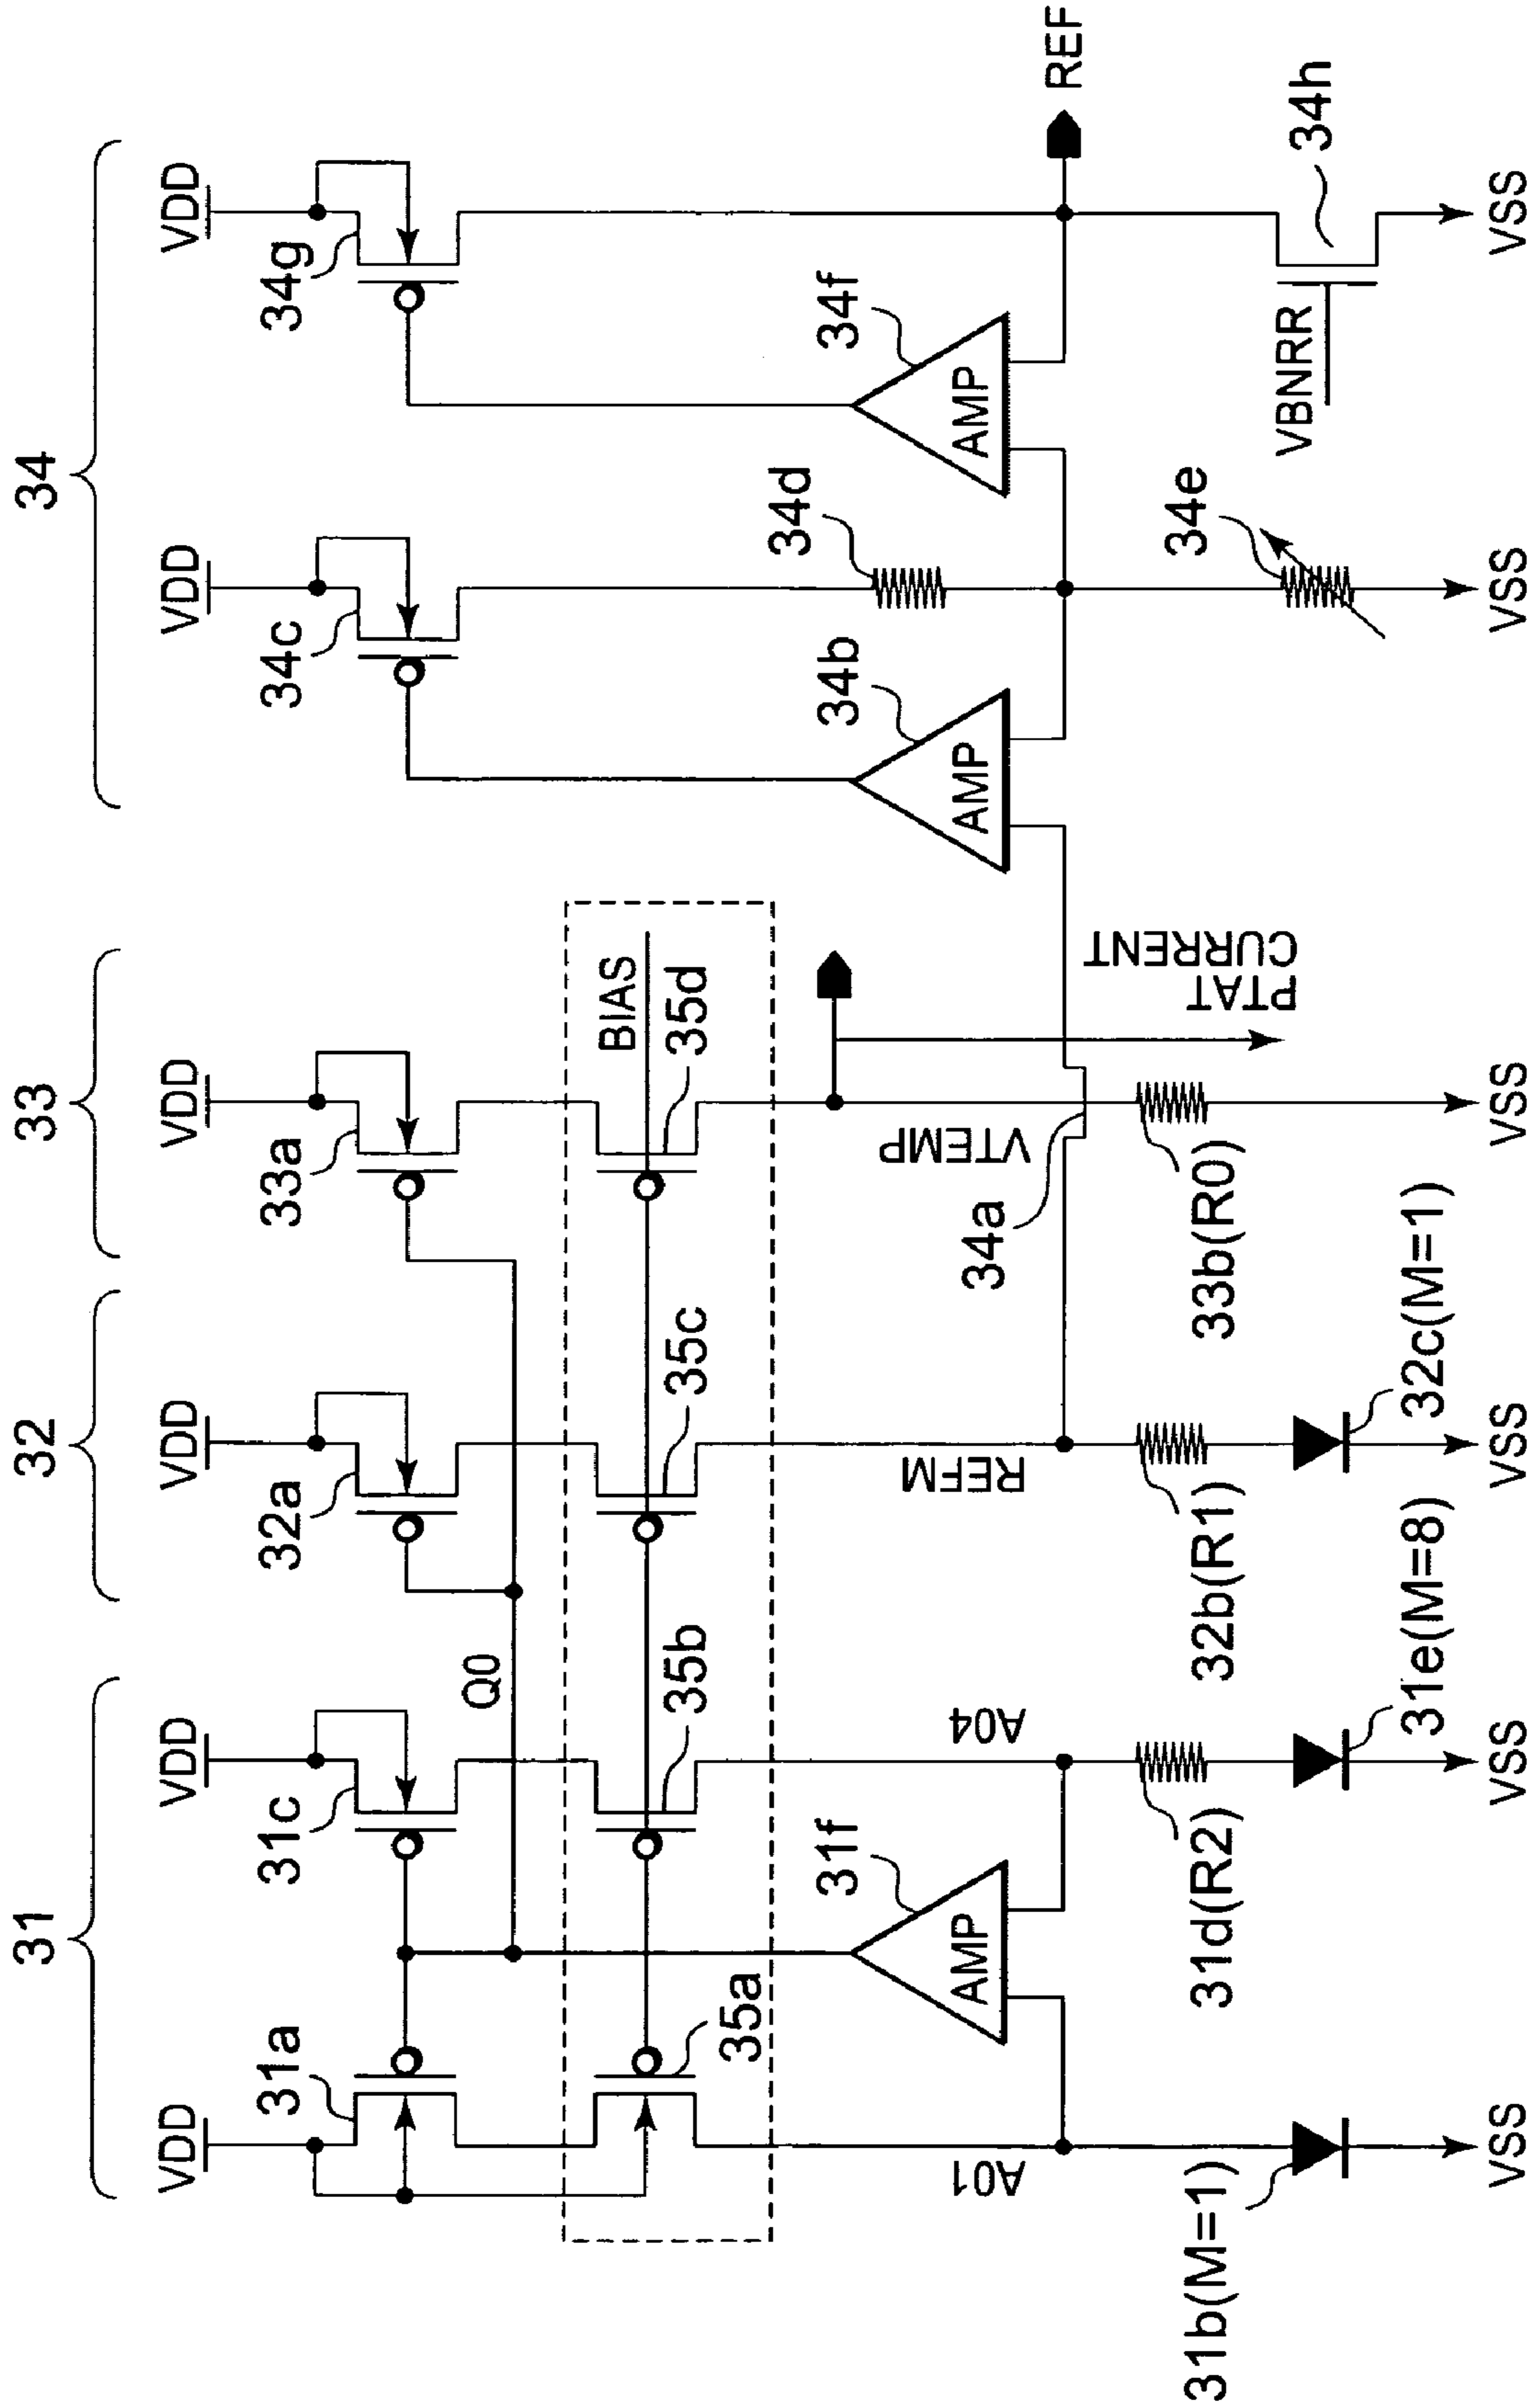 31
32
33
34
VDD
VDD
VDD
VDD
VDD
VDD
31a
31c
32a
33a
34c
34g
Q0
BIAS
35a
35b
35c
35d
31f
AMP
34b
AMP
34f
AMP
34d
A01
A04
REFM
VTEMP
34a
PTAT
CURRENT
REF
34e
VBNRR
34h
31b(M=1)
31d(R2)
31e(M=8)
32b(R1)
32c(M=1)
33b(R0)
VSS
VSS
VSS
VSS
VSS
VSS